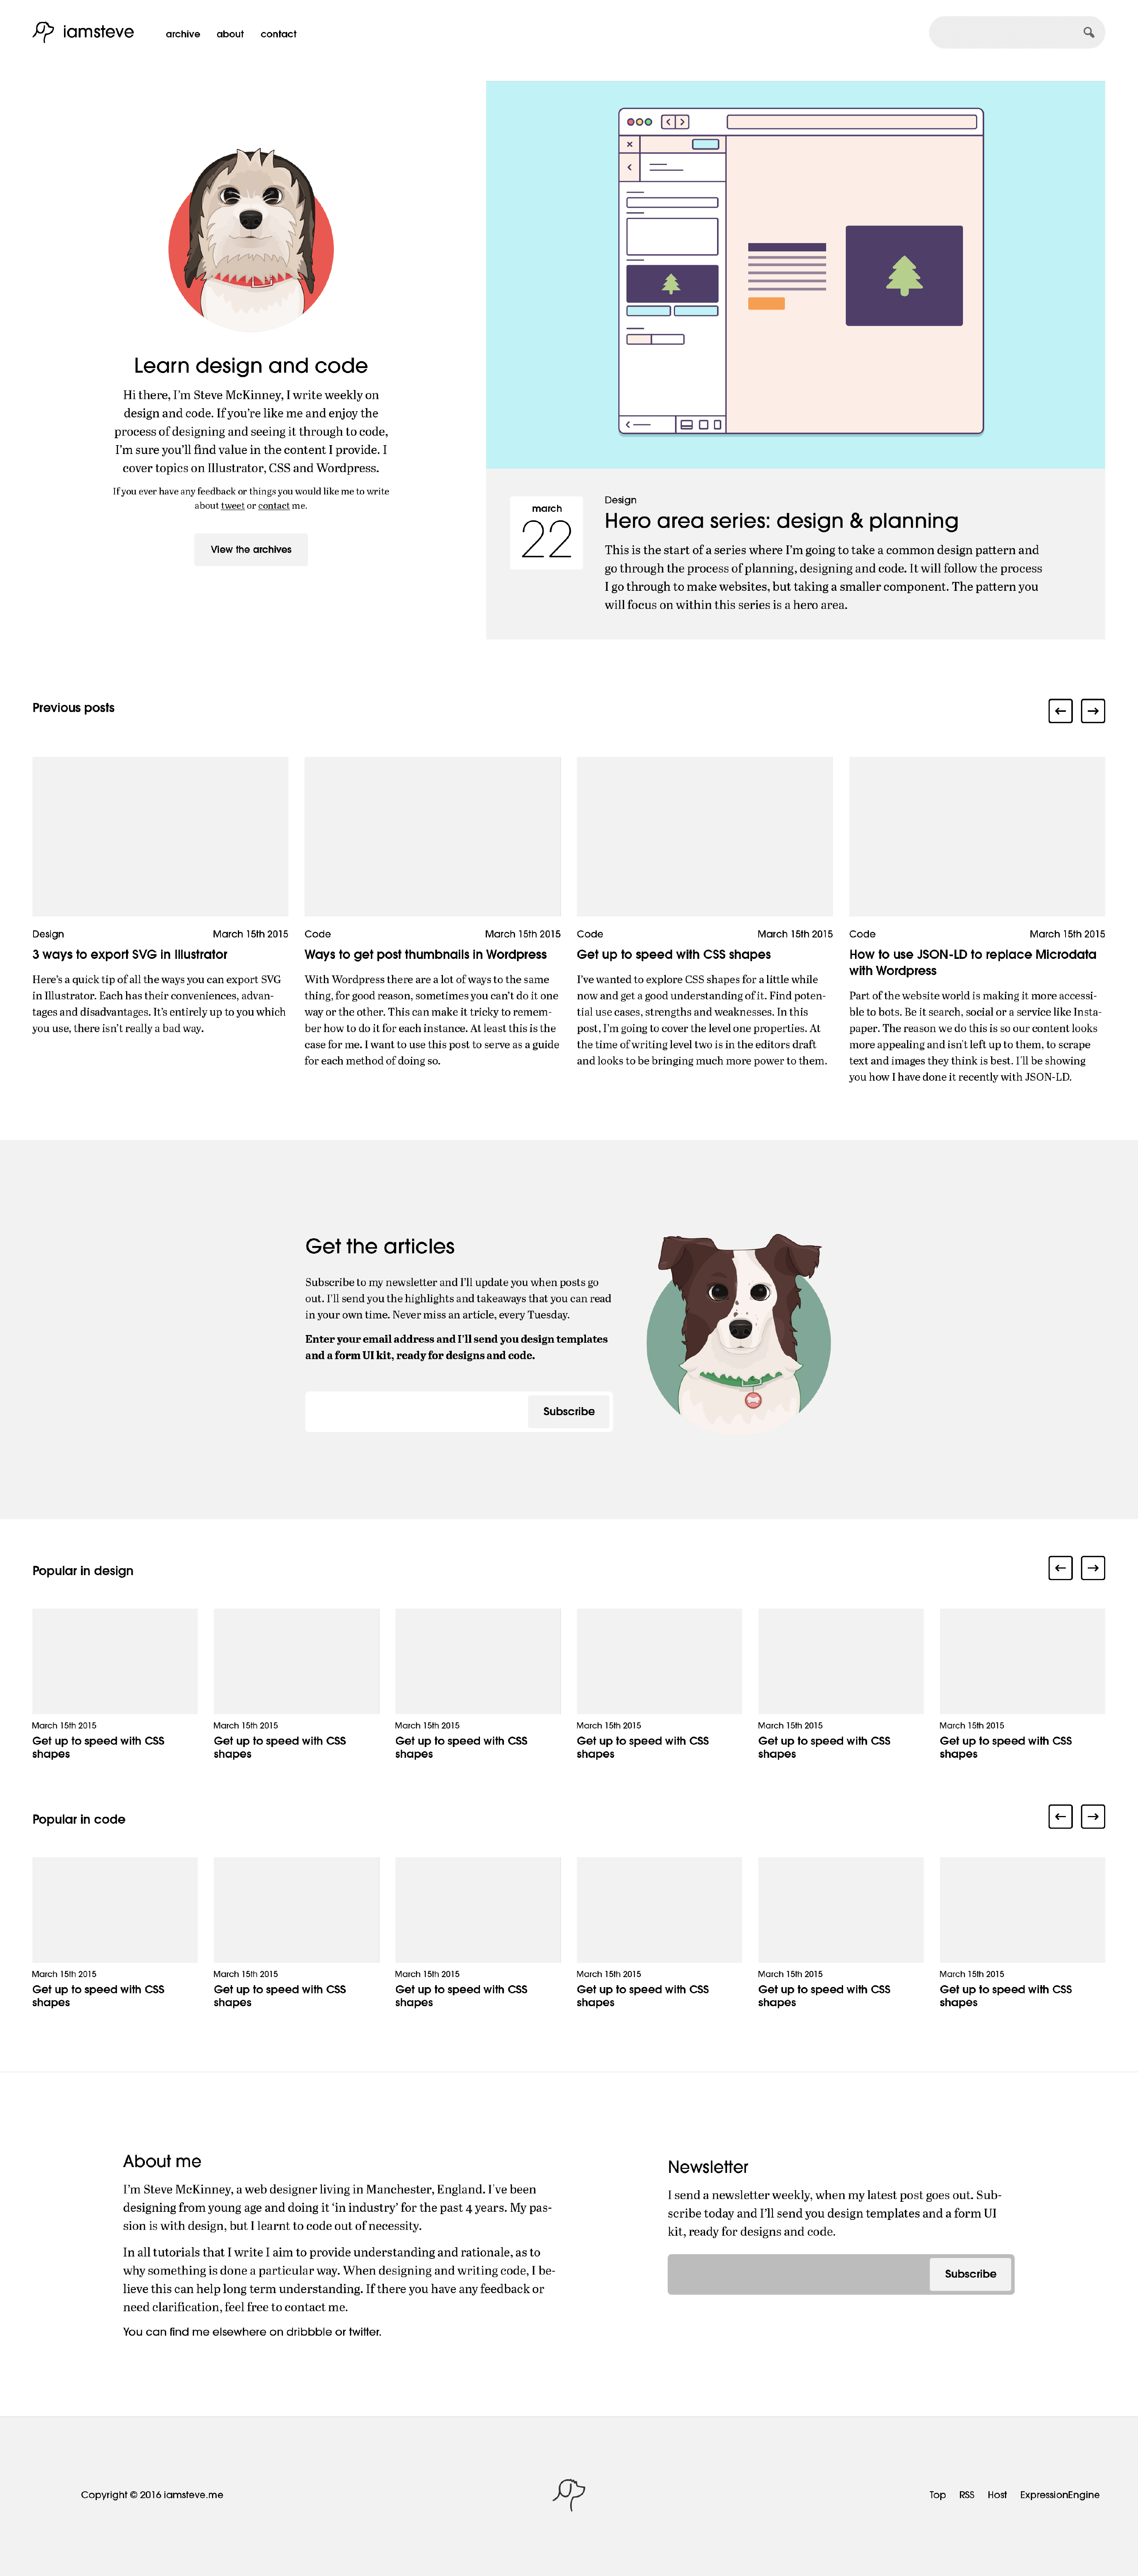 iamsteve
archive about contact
Learn design and code
Hi there, I’m Steve McKinney, I write weekly on
design and code. If you’re like me and enjoy the
process of designing and seeing it through to code,
I’m sure you’ll find value in the content I provide. I
cover topics on Illustrator, CSS and Wordpress.
If you ever have any feedback or things you would like me to write
about tweet or contact me.
View the archives
march
22
Design
Hero area series: design & planning
This is the start of a series where I’m going to take a common design pattern and
go through the process of planning, designing and code. It will follow the process
I go through to make websites, but taking a smaller component. The pattern you
will focus on within this series is a hero area.
Previous posts
Design March 15th 2015
3 ways to export SVG in Illustrator
Here’s a quick tip of all the ways you can export SVG
in Illustrator. Each has their conveniences, advan-
tages and disadvantages. It’s entirely up to you which
you use, there isn’t really a bad way.
Code March 15th 2015
Ways to get post thumbnails in Wordpress
With Wordpress there are a lot of ways to the same
thing, for good reason, sometimes you can’t do it one
way or the other. This can make it tricky to remem-
ber how to do it for each instance. At least this is the
case for me. I want to use this post to serve as a guide
for each method of doing so.
Code March 15th 2015
Get up to speed with CSS shapes
I’ve wanted to explore CSS shapes for a little while
now and get a good understanding of it. Find poten-
tial use cases, strengths and weaknesses. In this
post, I’m going to cover the level one properties. At
the time of writing level two is in the editors draft
and looks to be bringing much more power to them.
Code March 15th 2015
How to use JSON-LD to replace Microdata
with Wordpress
Part of the website world is making it more accessi-
ble to bots. Be it search, social or a service like Insta-
paper. The reason we do this is so our content looks
more appealing and isn’t left up to them, to scrape
text and images they think is best. I’ll be showing
you how I have done it recently with JSON-LD.
Get the articles
Subscribe to my newsletter and I’ll update you when posts go
out. I’ll send you the highlights and takeaways that you can read
in your own time. Never miss an article, every Tuesday.
Enter your email address and I’ll send you design templates
and a form UI kit, ready for designs and code.
Subscribe
Popular in design
March 15th 2015
Get up to speed with CSS
shapes
March 15th 2015
Get up to speed with CSS
shapes
March 15th 2015
Get up to speed with CSS
shapes
March 15th 2015
Get up to speed with CSS
shapes
March 15th 2015
Get up to speed with CSS
shapes
March 15th 2015
Get up to speed with CSS
shapes
Popular in code
March 15th 2015
Get up to speed with CSS
shapes
March 15th 2015
Get up to speed with CSS
shapes
March 15th 2015
Get up to speed with CSS
shapes
March 15th 2015
Get up to speed with CSS
shapes
March 15th 2015
Get up to speed with CSS
shapes
March 15th 2015
Get up to speed with CSS
shapes
About me
I’m Steve McKinney, a web designer living in Manchester, England. I’ve been
designing from young age and doing it ‘in industry’ for the past 4 years. My pas-
sion is with design, but I learnt to code out of necessity.
In all tutorials that I write I aim to provide understanding and rationale, as to
why something is done a particular way. When designing and writing code, I be-
lieve this can help long term understanding. If there you have any feedback or
need clarification, feel free to contact me.
You can find me elsewhere on dribbble or twitter.
Newsletter
I send a newsletter weekly, when my latest post goes out. Sub-
scribe today and I’ll send you design templates and a form UI
kit, ready for designs and code.
Subscribe
Copyright © 2016 iamsteve.me
Top RSS Host ExpressionEngine